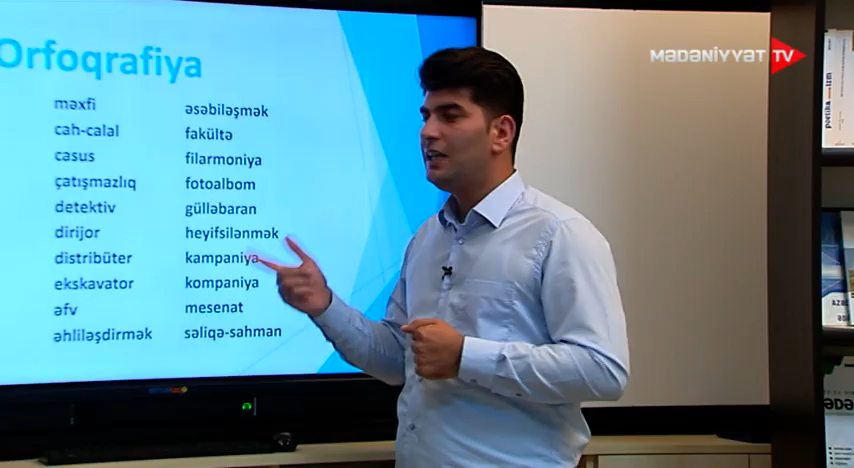 MƏDƏNİYYƏT TV
Orfoqrafiya
məxfi
cah-calal
casus
çatışmazlıq
detektiv
dirijor
distribüter
ekskavator
əfv
əhliləşdirmək
əsəbiləşmək
fakültə
filarmoniya
fotoalbom
gülləbaran
heyifsilənmək
kampaniya
kompaniya
mesenat
səliqə-sahman